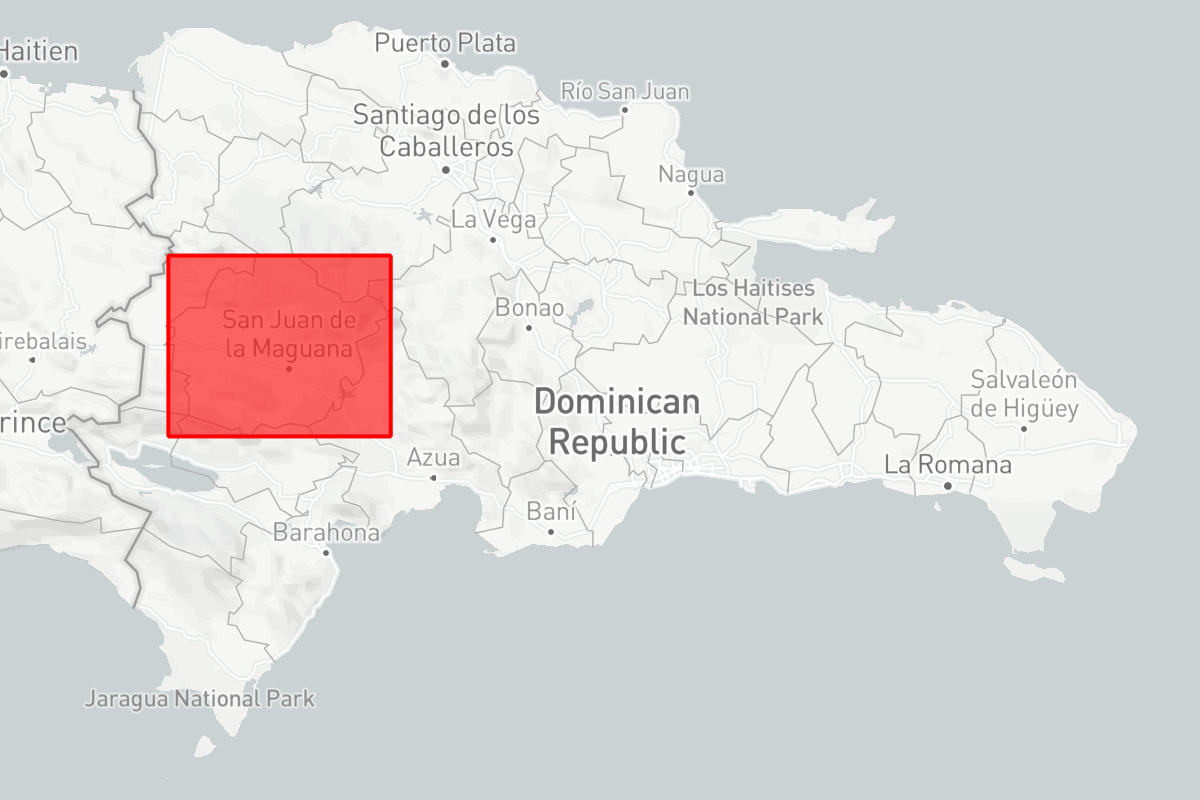 Haitien
Puerto Plata
Río San Juan
Santiago de los
Caballeros
Nagua
La Vega
Los Haitises
National Park
Bonao
San Juan de
la Maguana
irebalais
Salvaleón
de Higüey
Dominican
Republic
rince
Azua
La Romana
Baní
Barahona
Jaragua National Park